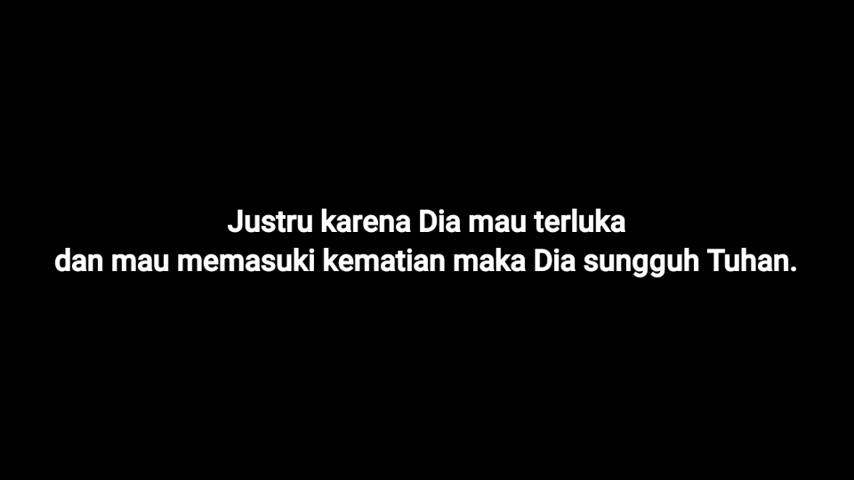 Justru karena Dia mau terluka
dan mau memasuki kematian maka Dia sungguh Tuhan.